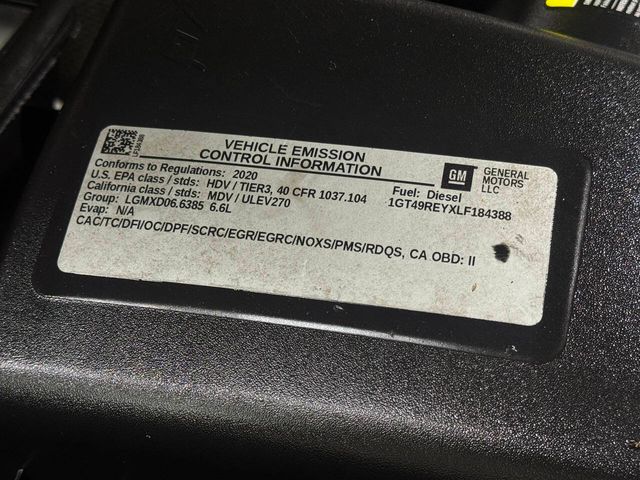 LF184388
VEHICLE EMISSION
CONTROL INFORMATION
Conforms to Regulations: 2020
U.S. EPA class / stds: HDV / TIER3, 40 CFR 1037.104
California class / stds: MDV / ULEV270
Group: LGMXD06.6385 6.6L
Evap: N/A
CAC/TC/DFI/OC/DPF/SCRC/EGR/EGRC/NOXS/PMS/RDQS, CA OBD: II
Fuel: Diesel
1GT49REYXLF184388
GM
GENERAL
MOTORS
LLC